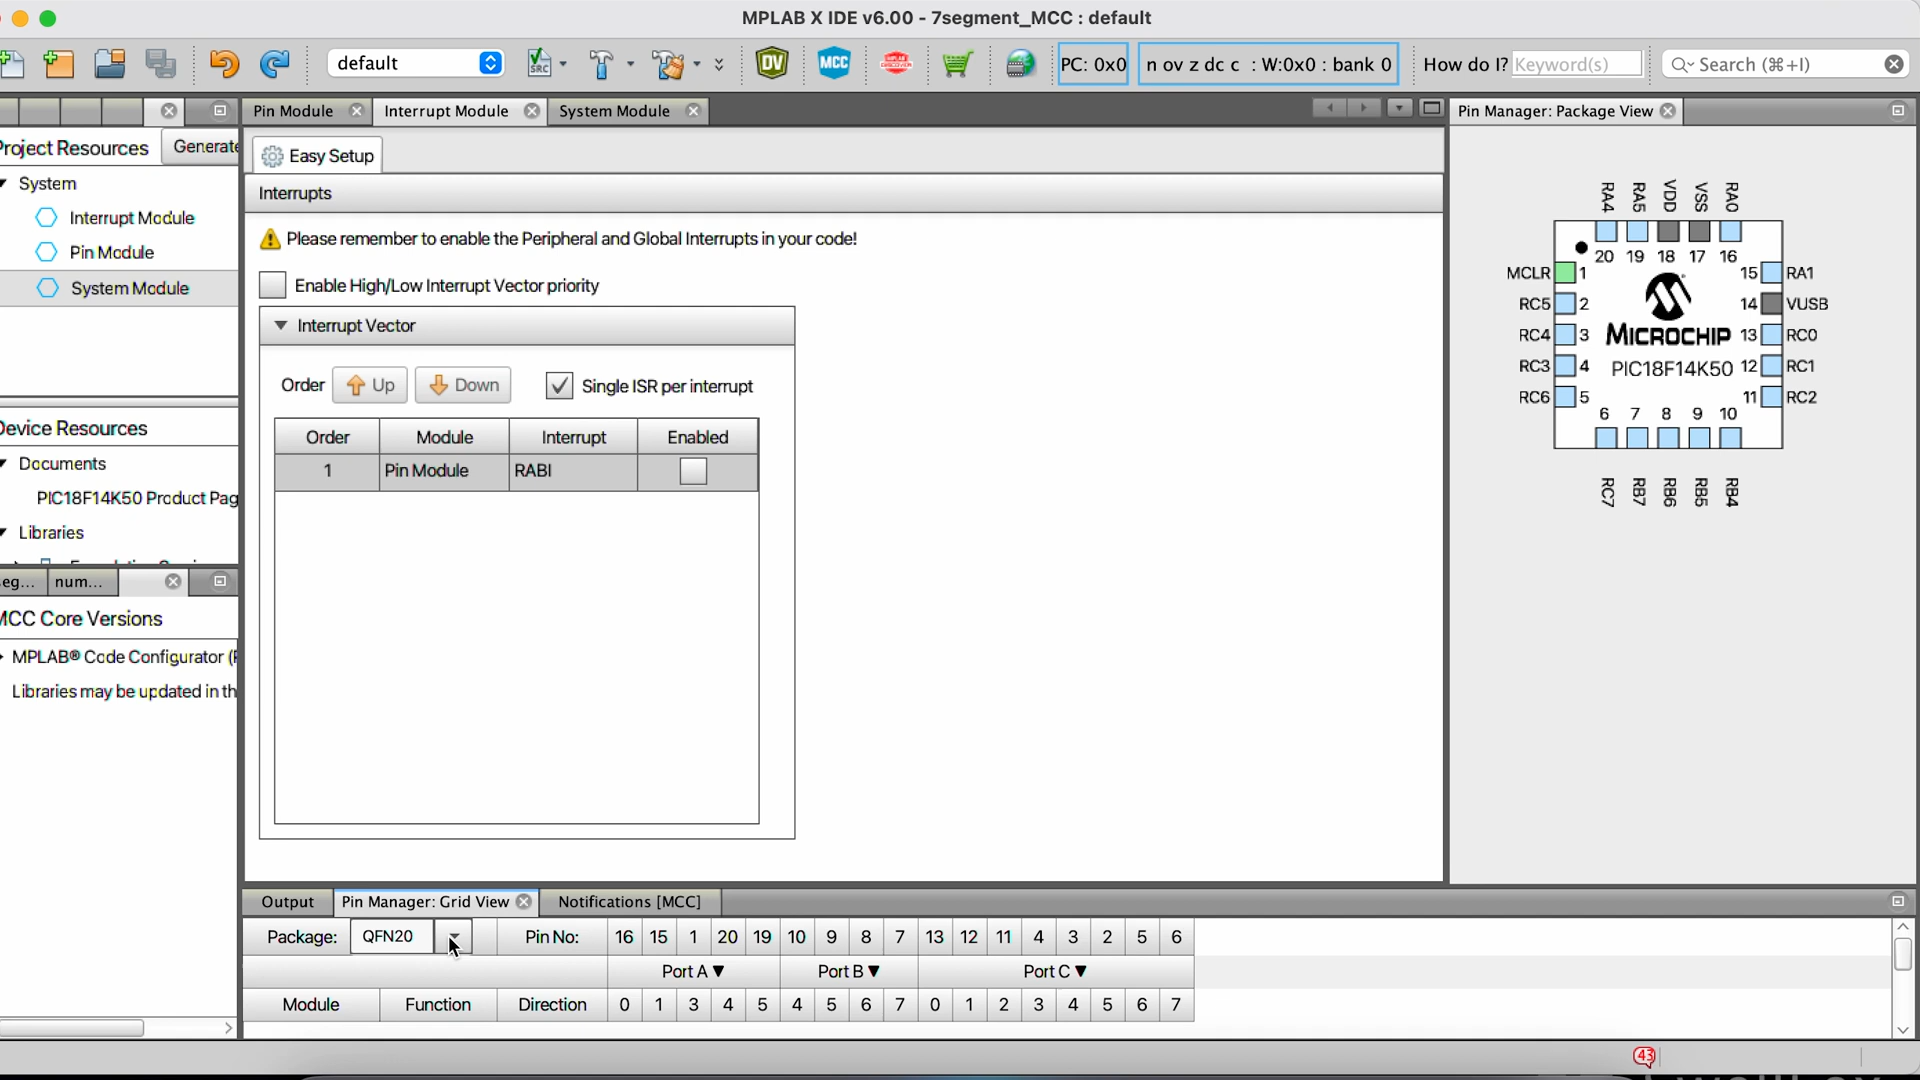 MPLAB X IDE v6.00 - 7segment_MCC : default
default
SRC
DV
MCC
PC: 0x0
n ov z dc c : W:0x0 : bank 0
How do I?
Keyword(s)
Search (⌘+I)
Pin Module
Interrupt Module
System Module
Pin Manager: Package View
Project Resources
Generate
System
Interrupt Module
Pin Module
System Module
Device Resources
Documents
PIC18F14K50 Product Pag
Libraries
eg...
num...
MCC Core Versions
MPLAB® Code Configurator (
Libraries may be updated in th
Easy Setup
Interrupts
Please remember to enable the Peripheral and Global Interrupts in your code!
Enable High/Low Interrupt Vector priority
Interrupt Vector
Order
Up
Down
Single ISR per interrupt
Order Module Interrupt Enabled
1 Pin Module RABI
RA4 RA5 VDD VSS RA0
20 19 18 17 16
MCLR 1 15 RA1
RC5 2 14 VUSB
RC4 3 MICROCHIP 13 RC0
RC3 4 PIC18F14K50 12 RC1
RC6 5 11 RC2
6 7 8 9 10
RC7 RB7 RB6 RB5 RB4
Output
Pin Manager: Grid View
Notifications [MCC]
Package: QFN20 Pin No: 16 15 1 20 19 10 9 8 7 13 12 11 4 3 2 5 6
Port A ▼ Port B ▼ Port C ▼
Module Function Direction 0 1 3 4 5 4 5 6 7 0 1 2 3 4 5 6 7
43